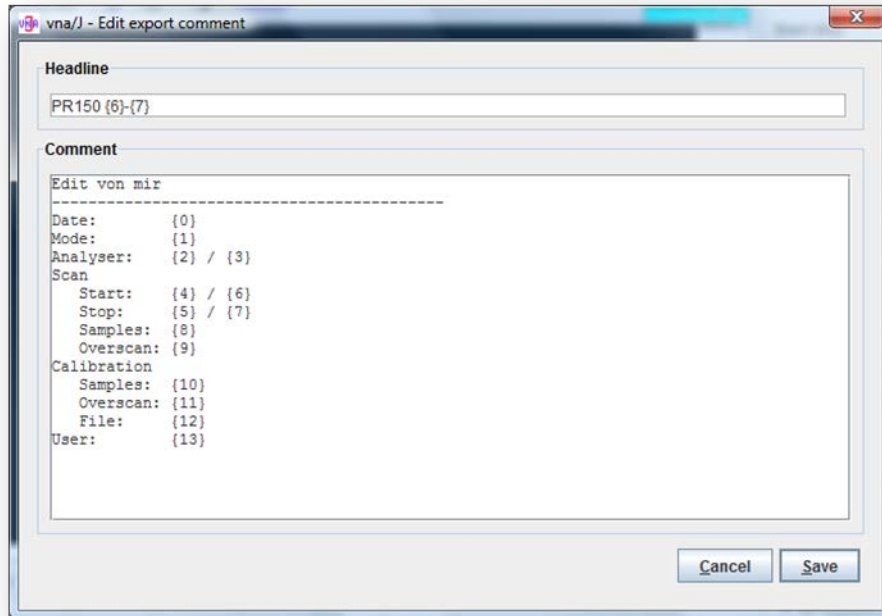 vna/J - Edit export comment
Headline
PR150 {6}-{7}
Comment
Edit von mir
-------------------------------------------
Date:        {0}
Mode:        {1}
Analyser:    {2} / {3}
Scan
   Start:    {4} / {6}
   Stop:     {5} / {7}
   Samples:  {8}
   Overscan: {9}
Calibration
   Samples:  {10}
   Overscan: {11}
   File:     {12}
User:        {13}
Cancel
Save